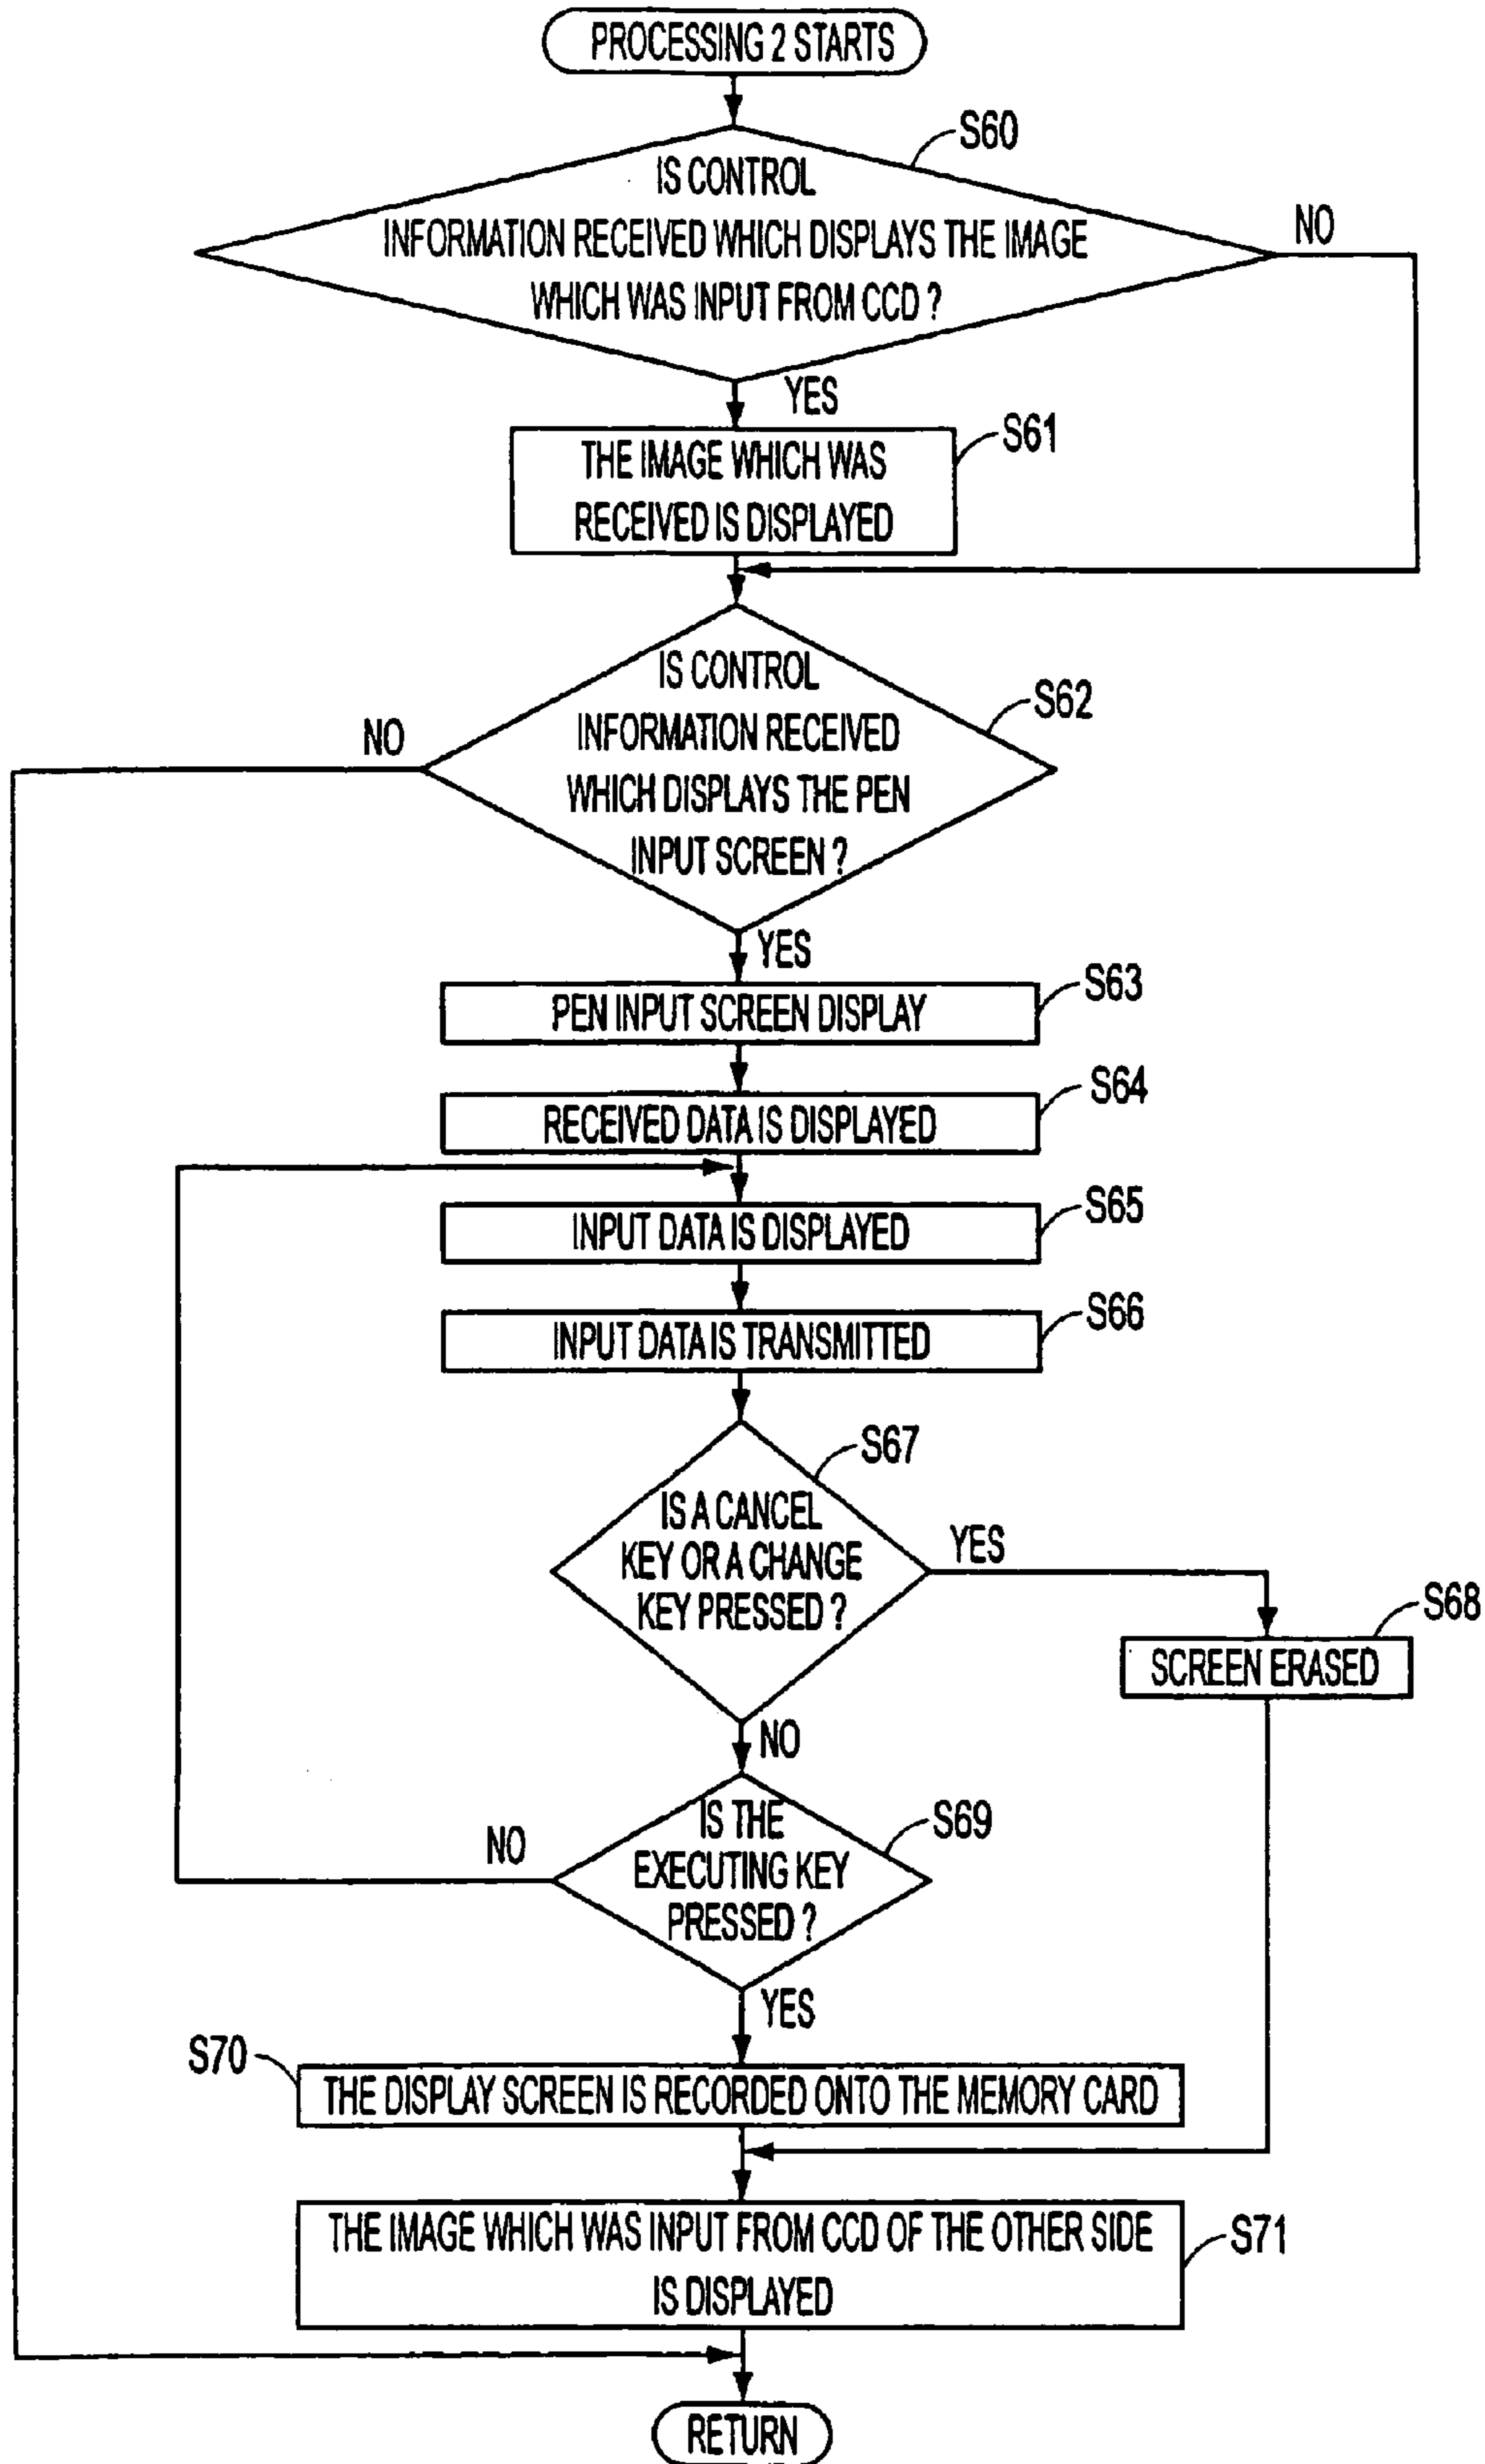 PROCESSING 2 STARTS
S60
IS CONTROL
INFORMATION RECEIVED WHICH DISPLAYS THE IMAGE
WHICH WAS INPUT FROM CCD ?
NO
YES
S61
THE IMAGE WHICH WAS
RECEIVED IS DISPLAYED
S62
IS CONTROL
INFORMATION RECEIVED
WHICH DISPLAYS THE PEN
INPUT SCREEN ?
NO
YES
S63
PEN INPUT SCREEN DISPLAY
S64
RECEIVED DATA IS DISPLAYED
S65
INPUT DATA IS DISPLAYED
S66
INPUT DATA IS TRANSMITTED
S67
IS A CANCEL
KEY OR A CHANGE
KEY PRESSED ?
YES
S68
SCREEN ERASED
NO
S69
IS THE
EXECUTING KEY
PRESSED ?
NO
YES
S70
THE DISPLAY SCREEN IS RECORDED ONTO THE MEMORY CARD
THE IMAGE WHICH WAS INPUT FROM CCD OF THE OTHER SIDE
IS DISPLAYED
S71
RETURN